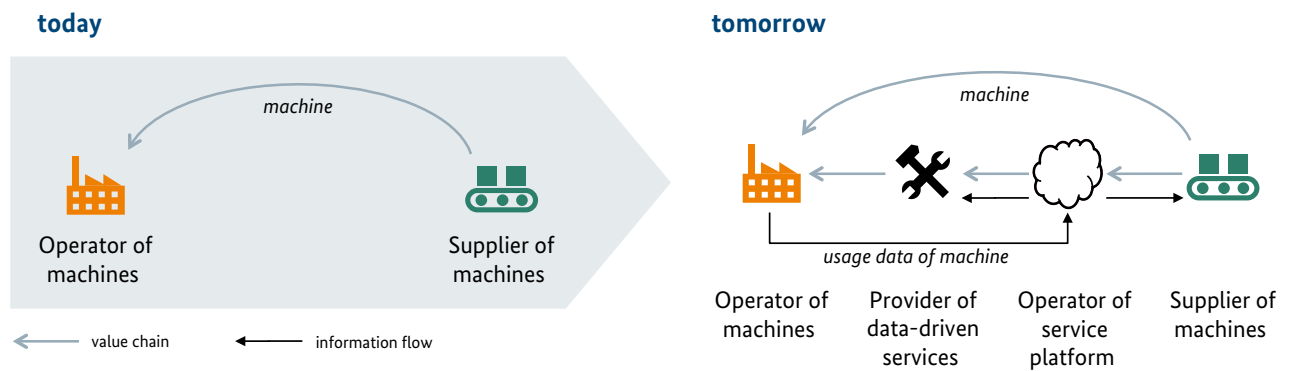 today
machine
Operator of
machines
Supplier of
machines
value chain
information flow
tomorrow
machine
usage data of machine
Operator of
machines
Provider of
data-driven
services
Operator of
service
platform
Supplier of
machines